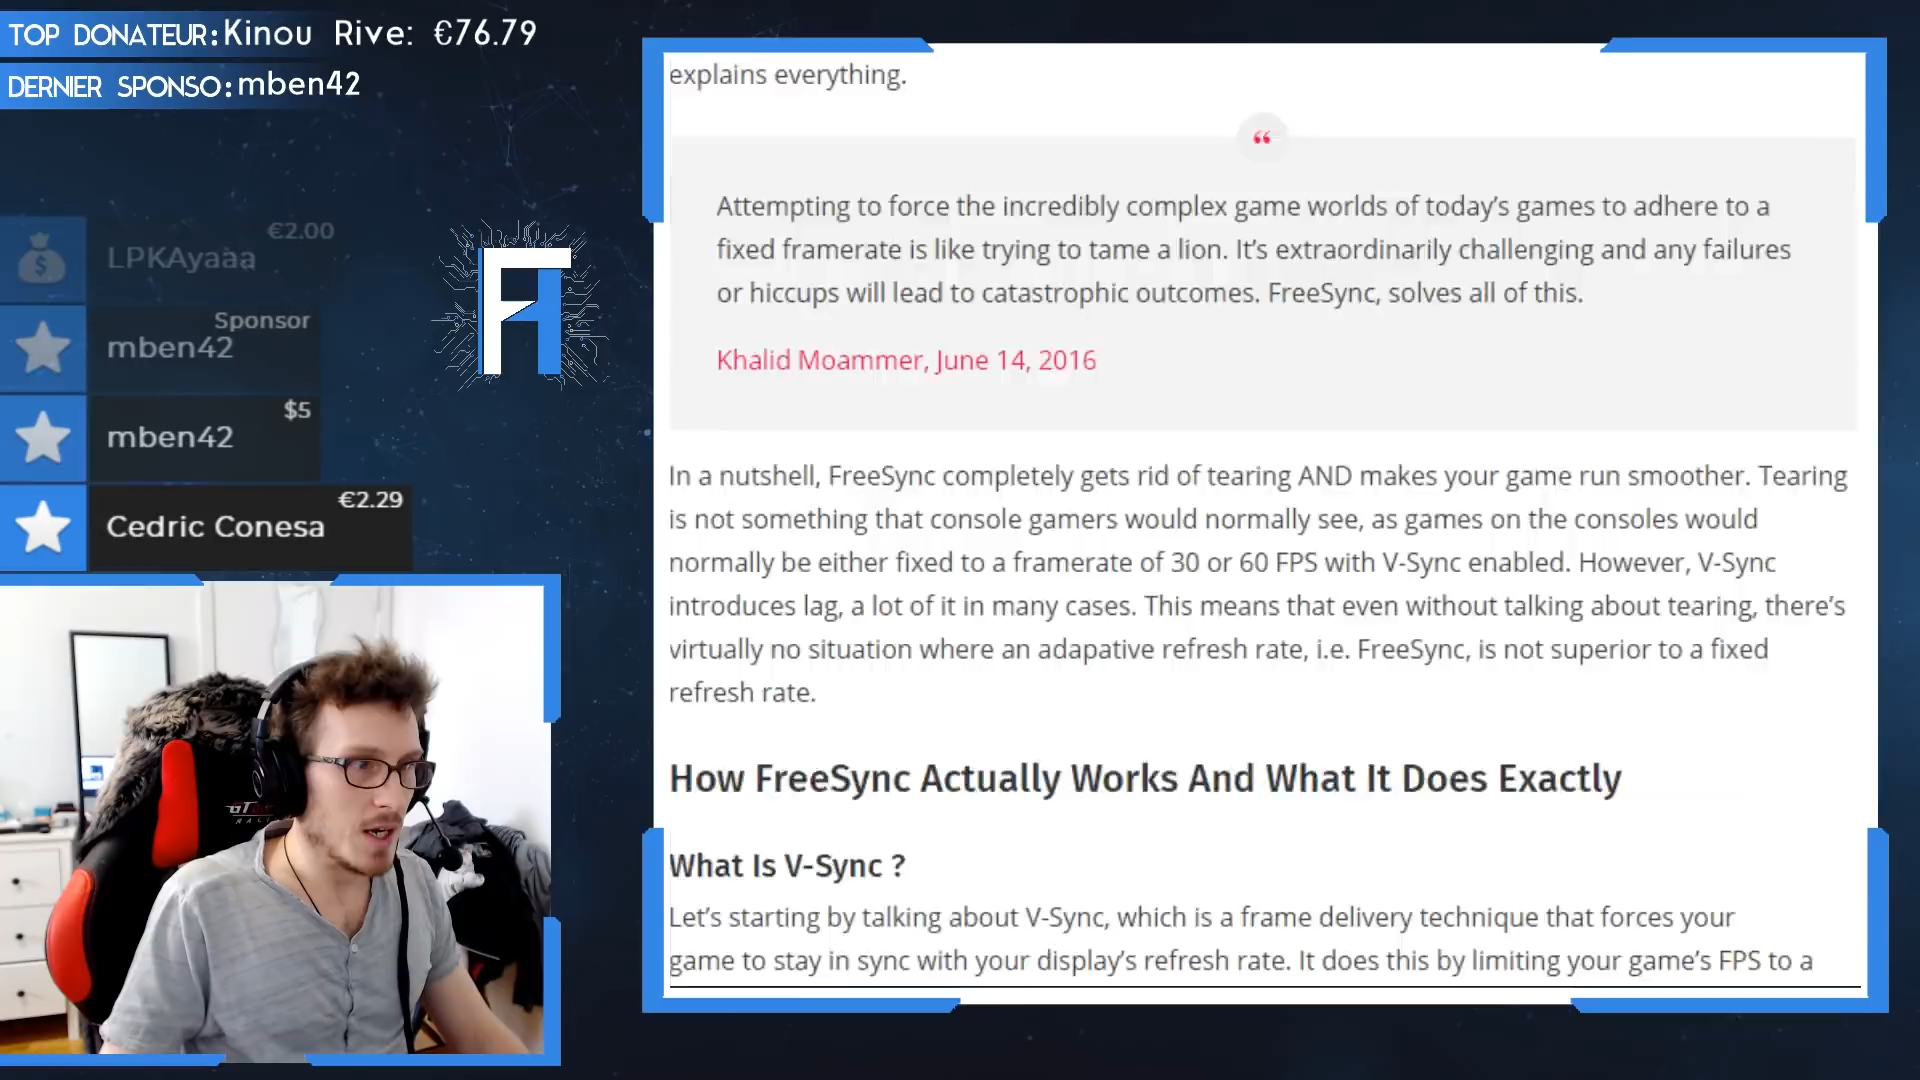 TOP DONATEUR:Kinou Rive: €76.79
DERNIER SPONSO:mben42
€2.00
LPKAyaàa
Sponsor
mben42
$5
mben42
€2.29
Cedric Conesa
explains everything.
“
Attempting to force the incredibly complex game worlds of today’s games to adhere to a
fixed framerate is like trying to tame a lion. It’s extraordinarily challenging and any failures
or hiccups will lead to catastrophic outcomes. FreeSync, solves all of this.
Khalid Moammer, June 14, 2016
In a nutshell, FreeSync completely gets rid of tearing AND makes your game run smoother. Tearing
is not something that console gamers would normally see, as games on the consoles would
normally be either fixed to a framerate of 30 or 60 FPS with V-Sync enabled. However, V-Sync
introduces lag, a lot of it in many cases. This means that even without talking about tearing, there’s
virtually no situation where an adapative refresh rate, i.e. FreeSync, is not superior to a fixed
refresh rate.
How FreeSync Actually Works And What It Does Exactly
What Is V-Sync ?
Let’s starting by talking about V-Sync, which is a frame delivery technique that forces your
game to stay in sync with your display’s refresh rate. It does this by limiting your game’s FPS to a